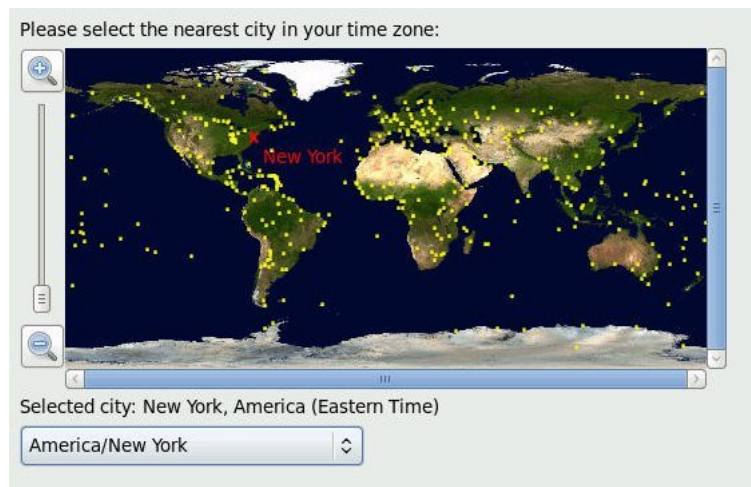 Please select the nearest city in your time zone:
New York
Selected city: New York, America (Eastern Time)
America/New York